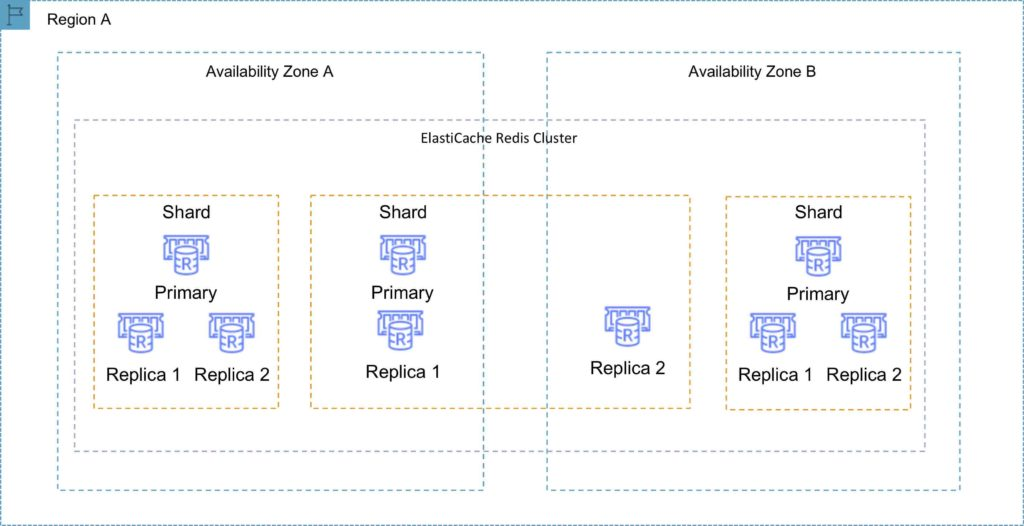 Region A
Availability Zone A
Availability Zone B
ElastiCache Redis Cluster
Shard
R
Primary
R
R
Replica 1
Replica 2
Shard
R
Primary
R
Replica 1
R
Replica 2
Shard
R
Primary
R
R
Replica 1
Replica 2